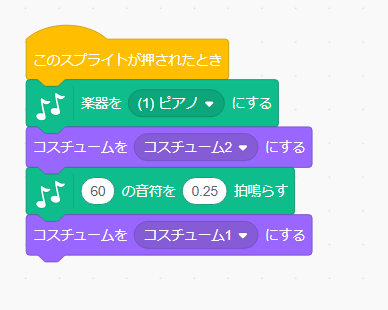 このスプライトが押されたとき
楽器を (1) ピアノ にする
コスチュームを コスチューム2 にする
60 の音符を 0.25 拍鳴らす
コスチュームを コスチューム1 にする